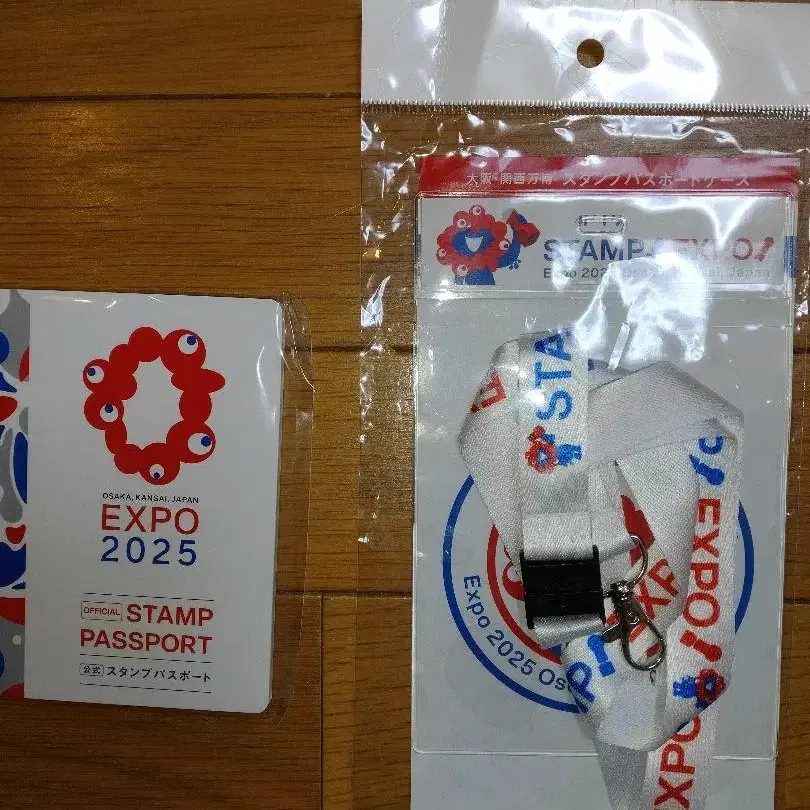 OSAKA, KANSAI, JAPAN
EXPO
2025
OFFICIAL STAMP
PASSPORT
公式 スタンプパスポート
大阪・関西万博 スタンプパスポートケース
STAMP EXPO!
Expo 2025 Osaka, Kansai, Japan
STA
EXPO!
P!
EXPO
Expo 2025 Os